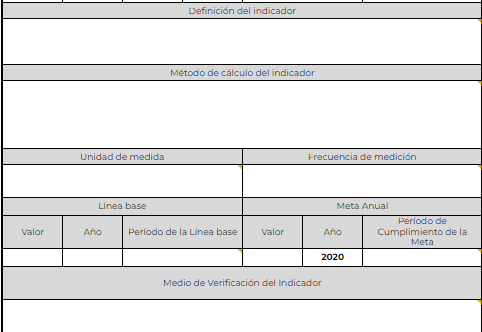 Definición del indicador
Método de cálculo del indicador
Unidad de medida Frecuencia de medición
Línea base Meta Anual
Valor Año Período de la Línea base Valor Año Período de Cumplimiento de la Meta
2020
Medio de Verificación del Indicador